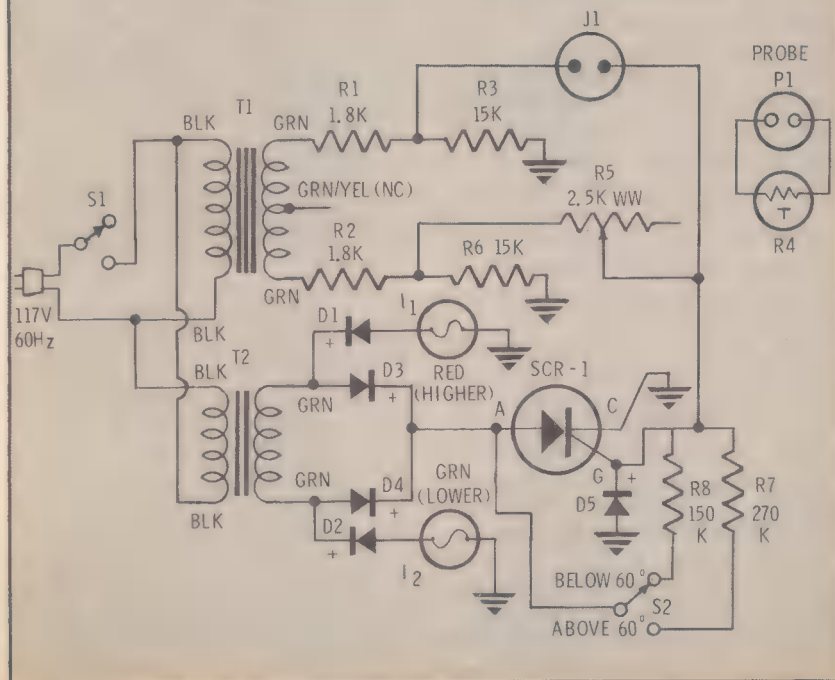 J1
PROBE
P1
R4
T
T1
BLK
GRN
R1
1.8K
R3
15K
GRN/YEL (NC)
S1
R2
1.8K
R5
2.5K WW
R6 15K
GRN
117V
60Hz
BLK
BLK
T2
D1
+
I1
RED
(HIGHER)
D3
+
GRN
SCR-1
A
C
G
+
GRN
D4
+
D2
+
GRN
(LOWER)
I2
BLK
D5
R8
150
K
R7
270
K
BELOW 60°
S2
ABOVE 60°